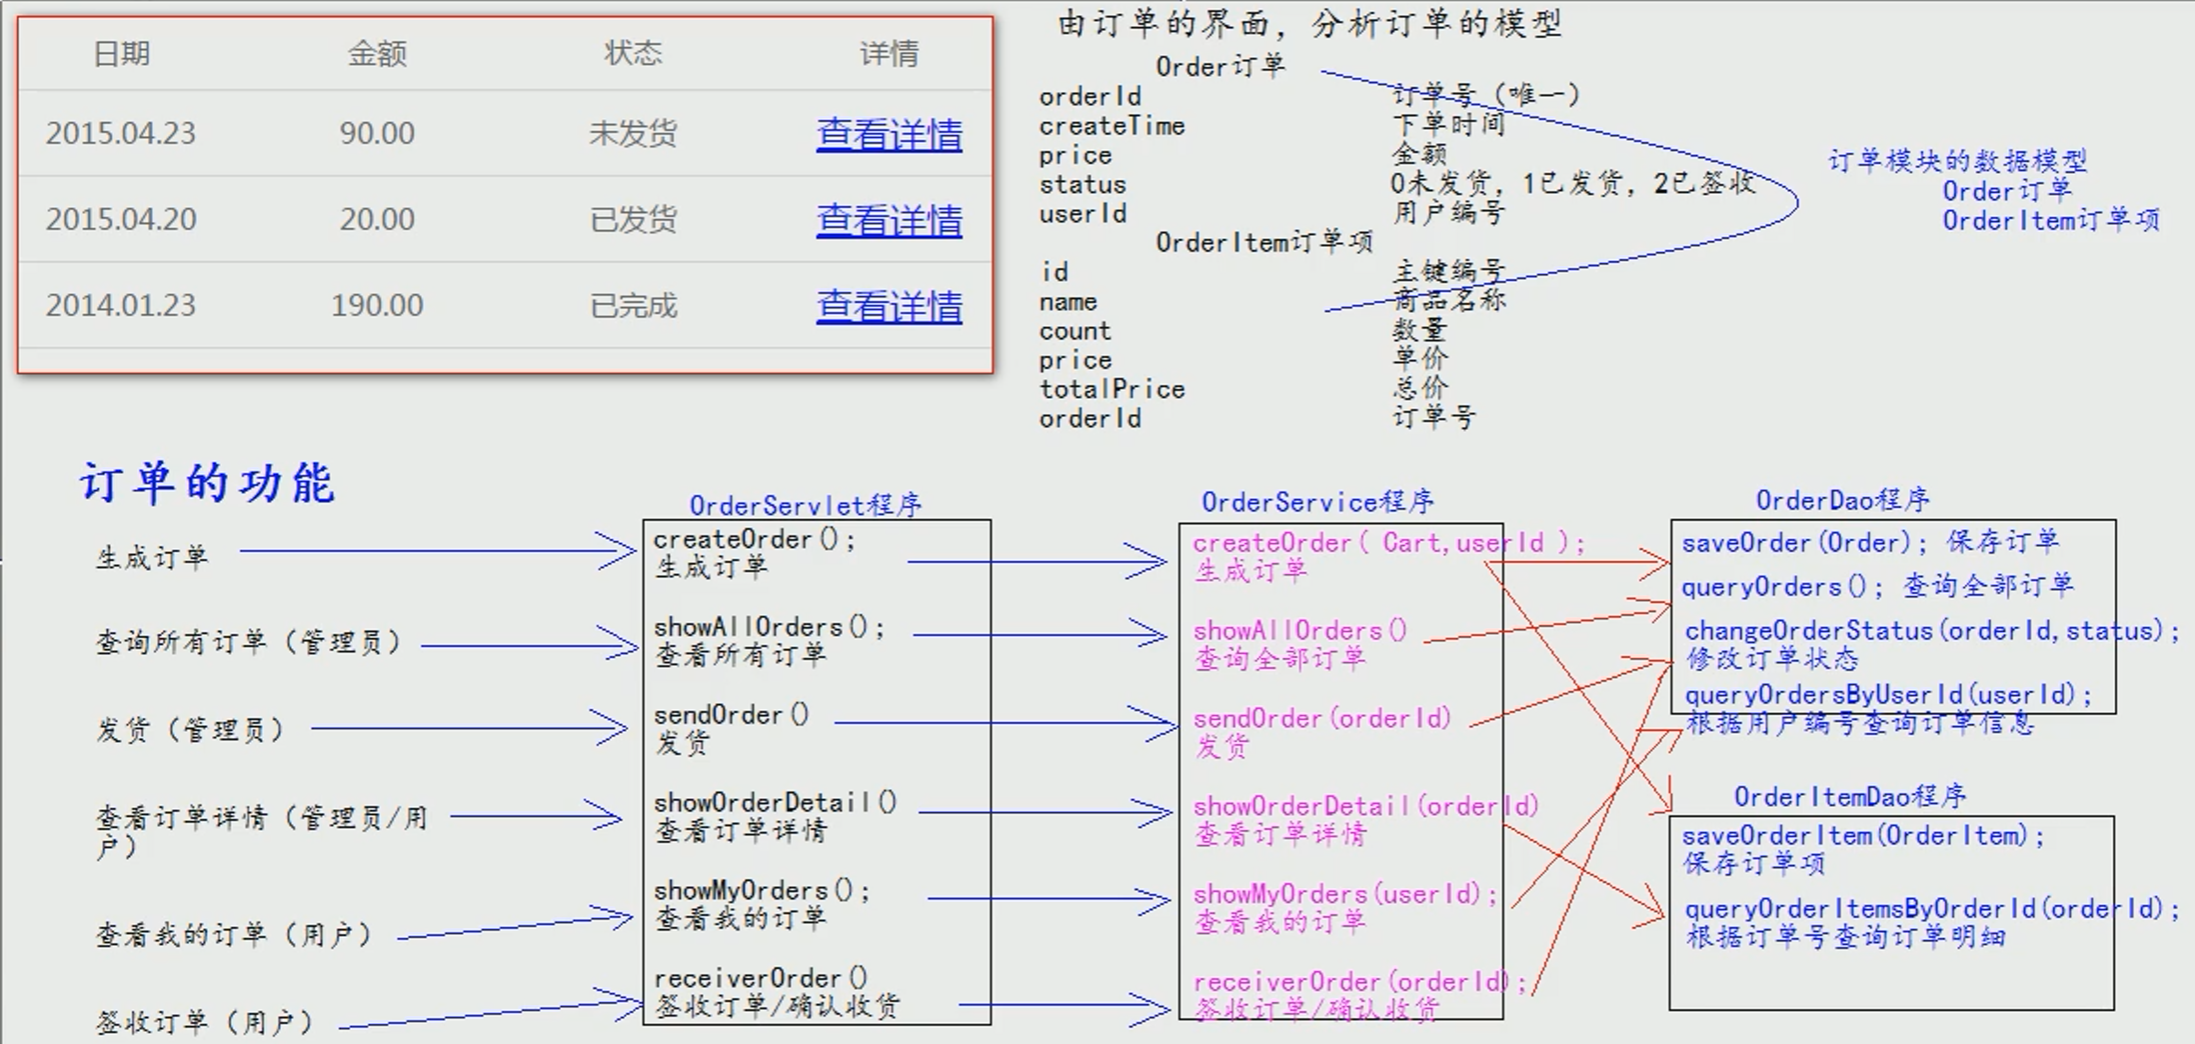 日期 金额 状态 详情
2015.04.23 90.00 未发货 查看详情
2015.04.20 20.00 已发货 查看详情
2014.01.23 190.00 已完成 查看详情
由订单的界面，分析订单的模型
Order订单
orderId 订单号（唯一）
createTime 下单时间
price 金额
status 0未发货，1已发货，2已签收
userId 用户编号
OrderItem订单项
id 主键编号
name 商品名称
count 数量
price 单价
totalPrice 总价
orderId 订单号
订单模块的数据模型
Order订单
OrderItem订单项
订单的功能
生成订单
查询所有订单（管理员）
发货（管理员）
查看订单详情（管理员/用
户）
查看我的订单（用户）
签收订单（用户）
OrderServlet程序
createOrder();
生成订单
showAllOrders();
查看所有订单
sendOrder()
发货
showOrderDetail()
查看订单详情
showMyOrders();
查看我的订单
receiverOrder()
签收订单/确认收货
OrderService程序
createOrder( Cart,userId );
生成订单
showAllOrders()
查询全部订单
sendOrder(orderId)
发货
showOrderDetail(orderId)
查看订单详情
showMyOrders(userId);
查看我的订单
receiverOrder(orderId);
签收订单/确认收货
OrderDao程序
saveOrder(Order); 保存订单
queryOrders(); 查询全部订单
changeOrderStatus(orderId,status);
修改订单状态
queryOrdersByUserId(userId);
根据用户编号查询订单信息
OrderItemDao程序
saveOrderItem(OrderItem);
保存订单项
queryOrderItemsByOrderId(orderId);
根据订单号查询订单明细